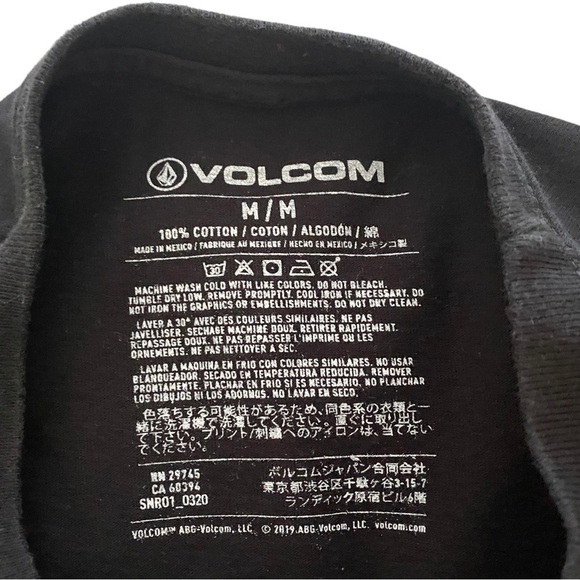 VOLCOM
M/M
100% COTTON / COTON / ALGODÓN / 綿
MADE IN MEXICO / FABRIQUE AU MEXIQUE / HECHO EN MEXICO / メキシコ製
30°
MACHINE WASH COLD WITH LIKE COLORS. DO NOT BLEACH.
TUMBLE DRY LOW. REMOVE PROMPTLY. COOL IRON IF NECESSARY. DO
NOT IRON THE GRAPHICS OR EMBELLISHMENTS. DO NOT DRY CLEAN.
LAVER A 30° AVEC DES COULEURS SIMILAIRES. NE PAS
JAVELLISER. SECHAGE MACHINE DOUX. RETIRER RAPIDEMENT.
REPASSAGE DOUX. NE PAS REPASSER L'IMPRIME OU LES
ORNEMENTS. NE PAS NETTOYER A SEC.
LAVAR A MAQUINA EN FRIO CON COLORES SIMILARES. NO USAR
BLANQUEADOR. SECADO EN TEMPERATURA REDUCIDA. REMOVER
PRONTAMENTE. PLANCHAR EN FRIO SI ES NECESARIO. NO PLANCHAR
LOS DIBUJOS NI LOS ADORNOS. NO LAVAR EN SECO.
色落ちする可能性があるため、同色系の衣類と一
緒に洗濯機で洗濯してください。直ぐに取り出し
て下さい。プリント/刺繍へのアイロンは、当てない
でください。
RN 29745
CA 60394
SNR01_0320
ボルコムジャパン合同会社
東京都渋谷区千駄ヶ谷3-15-7
ランディック原宿ビル6階
VOLCOM™ ABG-Volcom, LLC. © 2019 ABG-Volcom, LLC. volcom.com